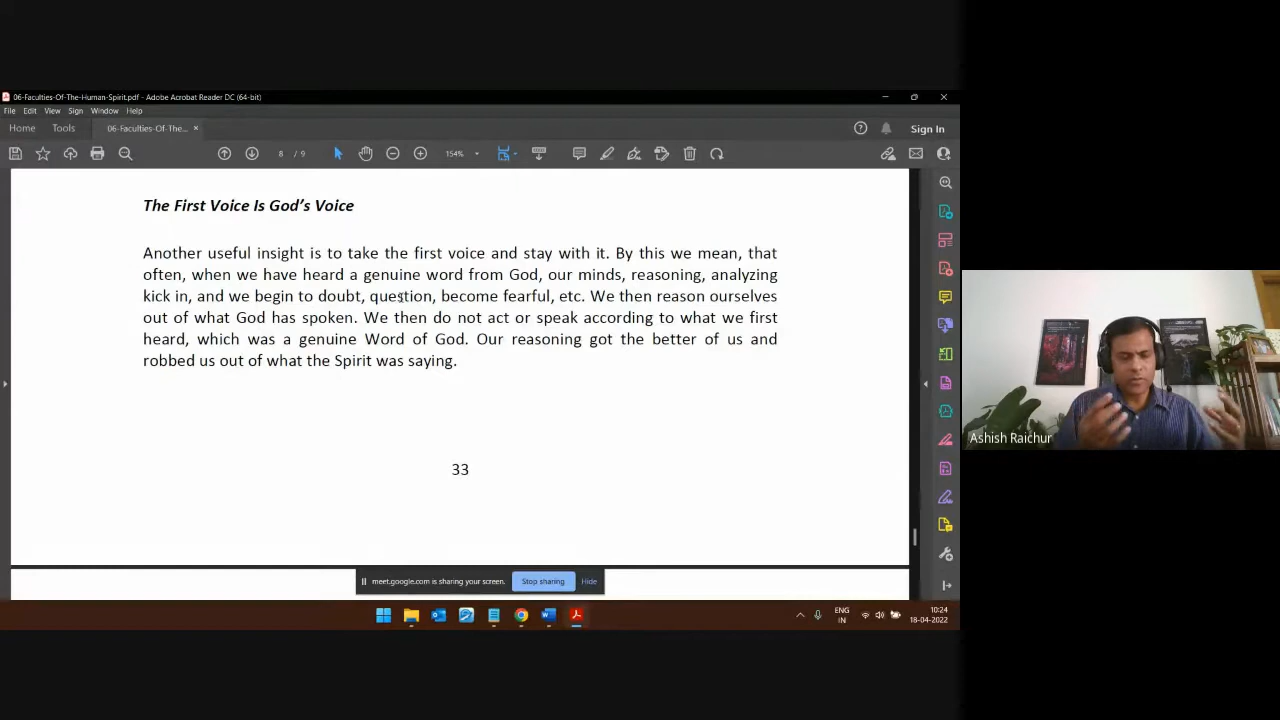 06-Faculties-Of-The-Human-Spirit.pdf - Adobe Acrobat Reader DC (64-bit)
File Edit View Sign Window Help
Home Tools 06-Faculties-Of-The... × Sign In
8 / 9 154%
The First Voice Is God's Voice
Another useful insight is to take the first voice and stay with it. By this we mean, that
often, when we have heard a genuine word from God, our minds, reasoning, analyzing
kick in, and we begin to doubt, question, become fearful, etc. We then reason ourselves
out of what God has spoken. We then do not act or speak according to what we first
heard, which was a genuine Word of God. Our reasoning got the better of us and
robbed us out of what the Spirit was saying.
33
Ashish Raichur
meet.google.com is sharing your screen. Stop sharing Hide
ENG
IN
10:24
18-04-2022